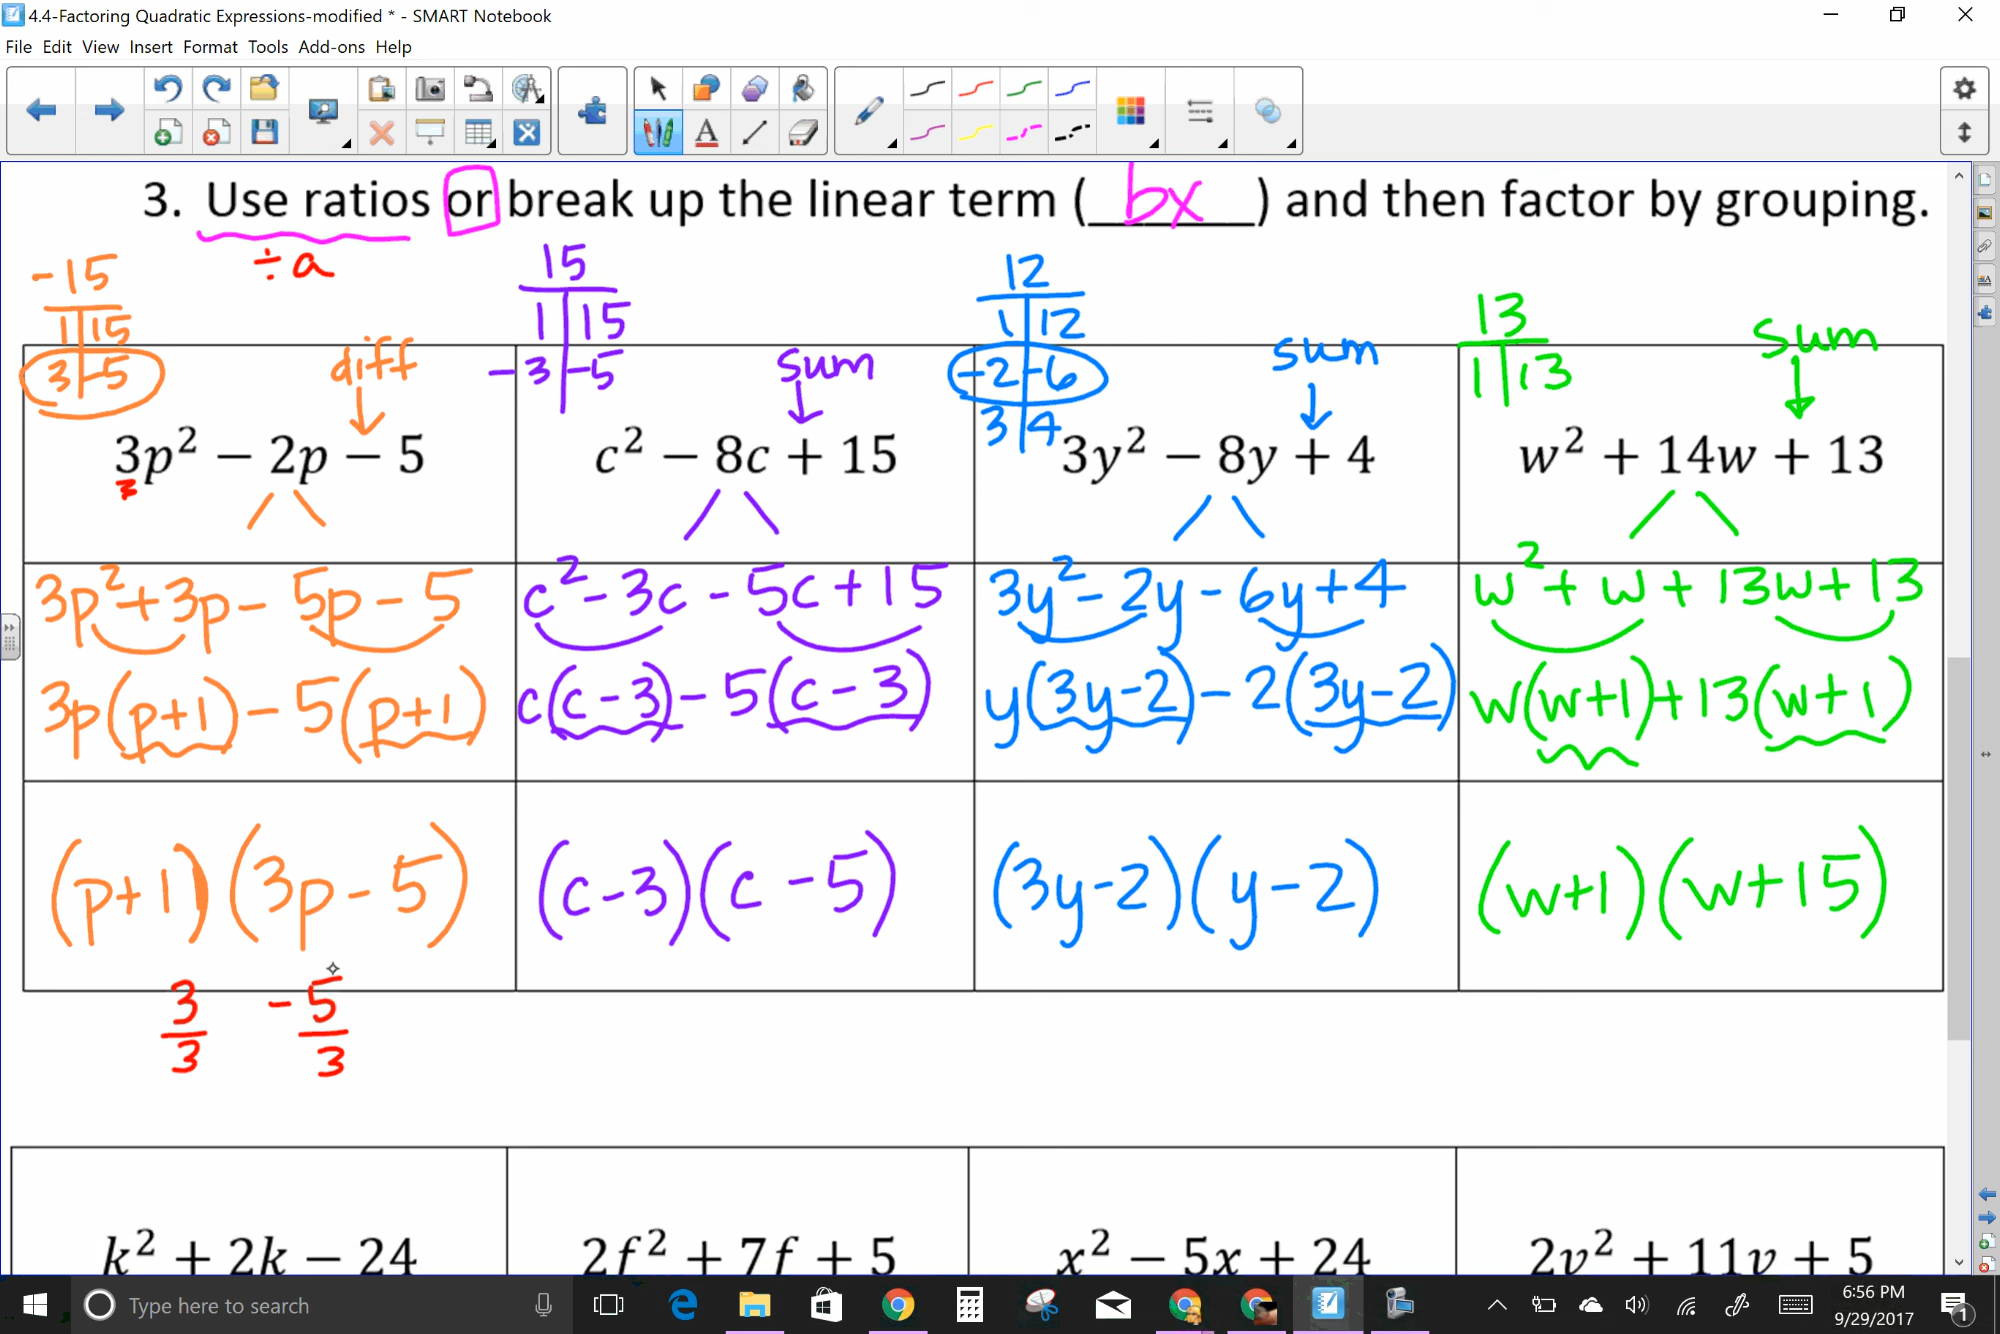 4.4-Factoring Quadratic Expressions-modified * - SMART Notebook
File Edit View Insert Format Tools Add-ons Help
3. Use ratios or break up the linear term (bx) and then factor by grouping.
÷a
-15
1 | 15
3 | -5
diff
15
1 | 15
-3 | -5
sum
12
1 | 12
-2 | -6
3 | 4
sum
13
1 | 13
sum
3p² − 2p − 5
c² − 8c + 15
3y² − 8y + 4
w² + 14w + 13
3p² + 3p - 5p - 5
c² - 3c - 5c + 15
3y² - 2y - 6y + 4
w² + w + 13w + 13
3p(p+1) - 5(p+1)
c(c-3) - 5(c-3)
y(3y-2) - 2(3y-2)
w(w+1) + 13(w+1)
(p+1)(3p-5)
(c-3)(c-5)
(3y-2)(y-2)
(w+1)(w+15)
3/3
-5/3
k² + 2k − 24
2f² + 7f + 5
x² − 5x + 24
2v² + 11v + 5
Type here to search
6:56 PM
9/29/2017
1